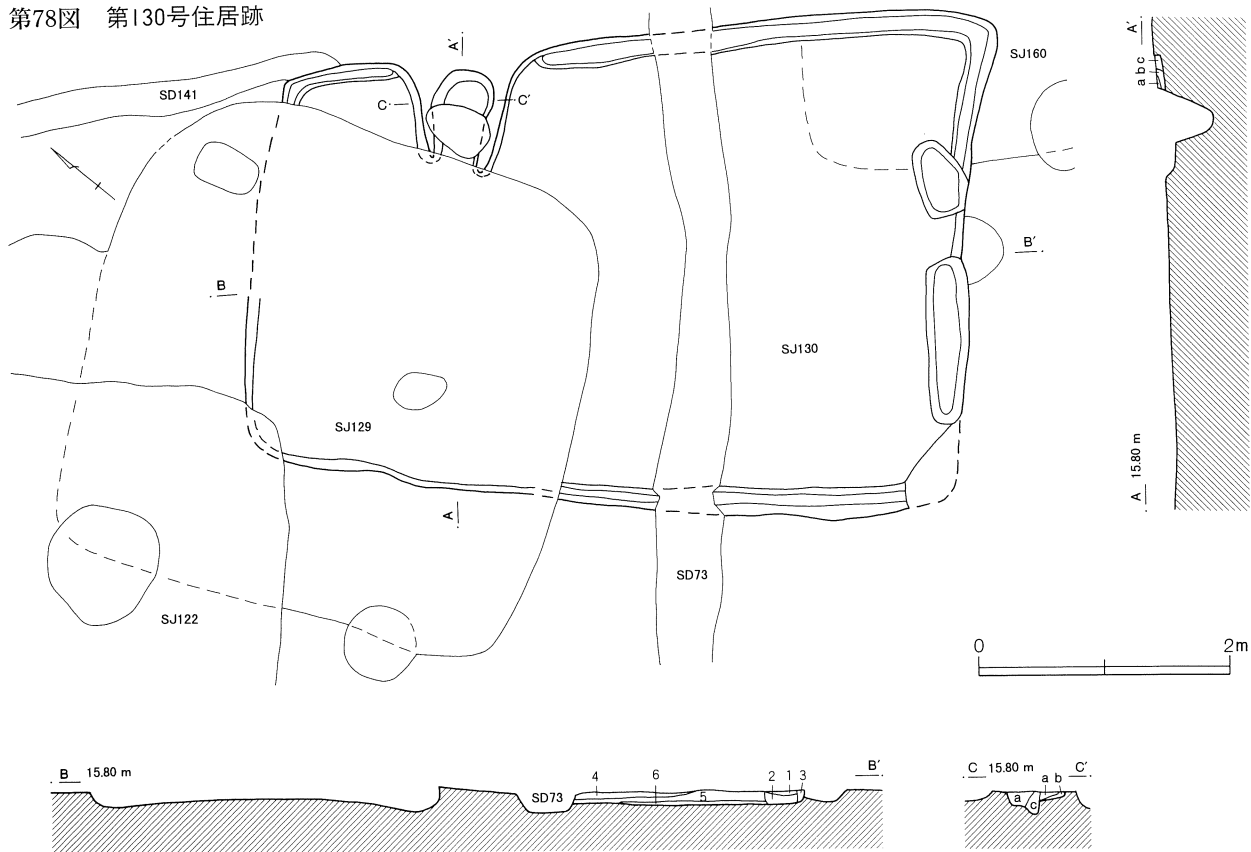 第78図 第130号住居跡
SD141
A'
C
C'
SJ160
B
B'
SJ130
SJ129
A
SD73
SJ122
A'
c
b
a
15.80 m
A
0
2m
B 15.80 m
SD73
4
6
5
2
1
3
B'
C 15.80 m C'
a b
a
c